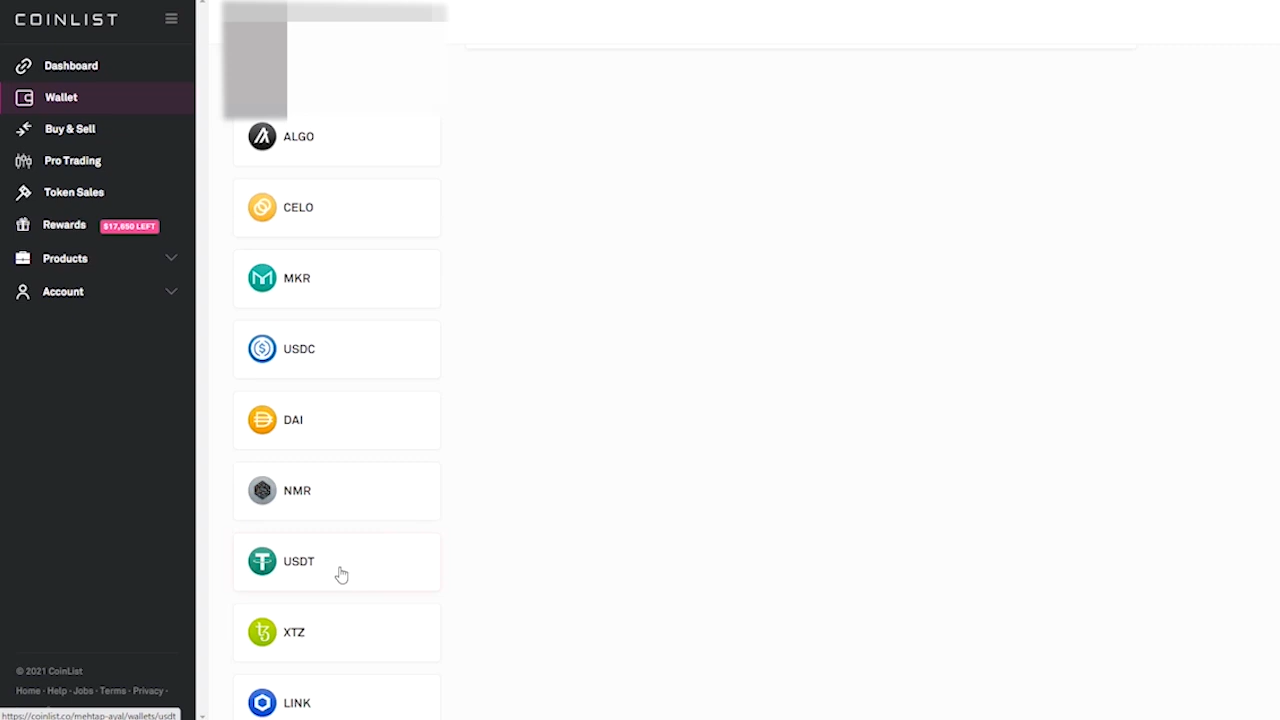 COINLIST
Dashboard
Wallet
Buy & Sell
Pro Trading
Token Sales
Rewards $17,850 LEFT
Products
Account
ALGO
CELO
MKR
USDC
DAI
NMR
USDT
XTZ
LINK
© 2021 CoinList
Home · Help · Jobs · Terms · Privacy ·
https://coinlist.co/mehtap-ayal/wallets/usdt